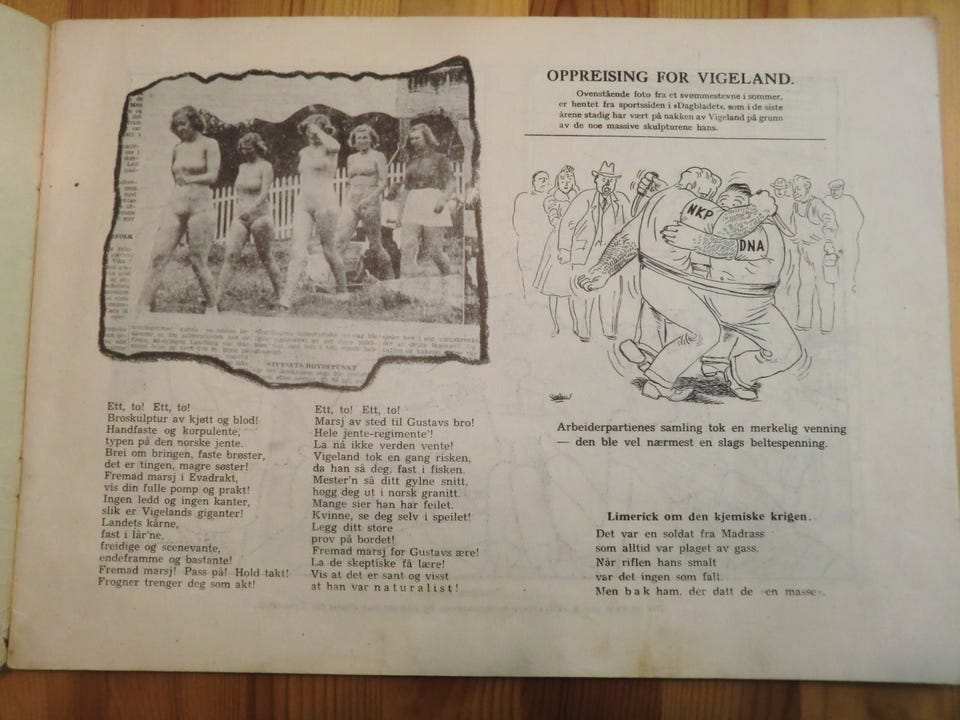 STEVNETS HØYDEPUNKT
Ett, to! Ett, to!
Broskulptur av kjøtt og blod!
Handfaste og korpulente,
typen på den norske jente.
Brei om bringen, faste brøster,
det er tingen, magre søster!
Fremad marsj i Evadrakt,
vis din fulle pomp og prakt!
Ingen ledd og ingen kanter,
slik er Vigelands giganter!
Landets kårne,
fast i lår'ne,
freidige og scenevante,
endeframme og bastante!
Fremad marsj! Pass på! Hold takt!
Frogner trenger deg som akt!
Ett, to! Ett, to!
Marsj av sted til Gustavs bro!
Hele jente-regimente'!
La nå ikke verden vente!
Vigeland tok en gang risken,
da han så deg, fast i fisken.
Mester'n så ditt gylne snitt,
hogg deg ut i norsk granitt.
Mange sier han har feilet.
Kvinne, se deg selv i speilet!
Legg ditt store
prov på bordet!
Fremad marsj for Gustavs ære!
La de skeptiske få lære!
Vis at det er sant og visst
at han var naturalist!
OPPREISING FOR VIGELAND.
Ovenstående foto fra et svømmestevne i sommer,
er hentet fra sportssiden i »Dagbladet«, som i de siste
årene stadig har vært på nakken av Vigeland på grunn
av de noe massive skulpturene hans.
NKP
DNA
Arbeiderpartienes samling tok en merkelig venning
— den ble vel nærmest en slags beltespenning.
Limerick om den kjemiske krigen.
Det var en soldat fra Madrass
som alltid var plaget av gass.
Når riflen hans smalt
var det ingen som falt.
Men bak ham, der datt de en masse.